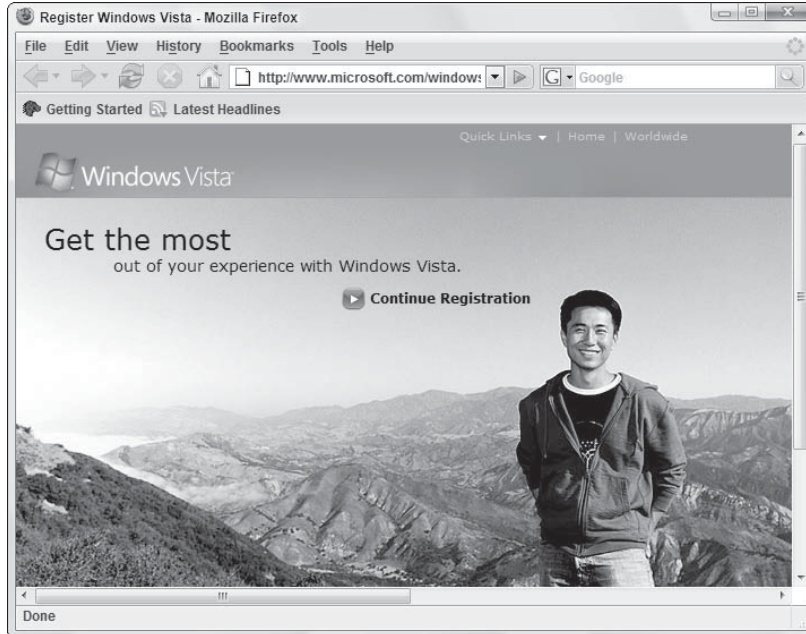 Register Windows Vista - Mozilla Firefox
File Edit View History Bookmarks Tools Help
http://www.microsoft.com/windows G Google
Getting Started Latest Headlines
Quick Links | Home | Worldwide
Windows Vista
Get the most
out of your experience with Windows Vista.
Continue Registration
Done